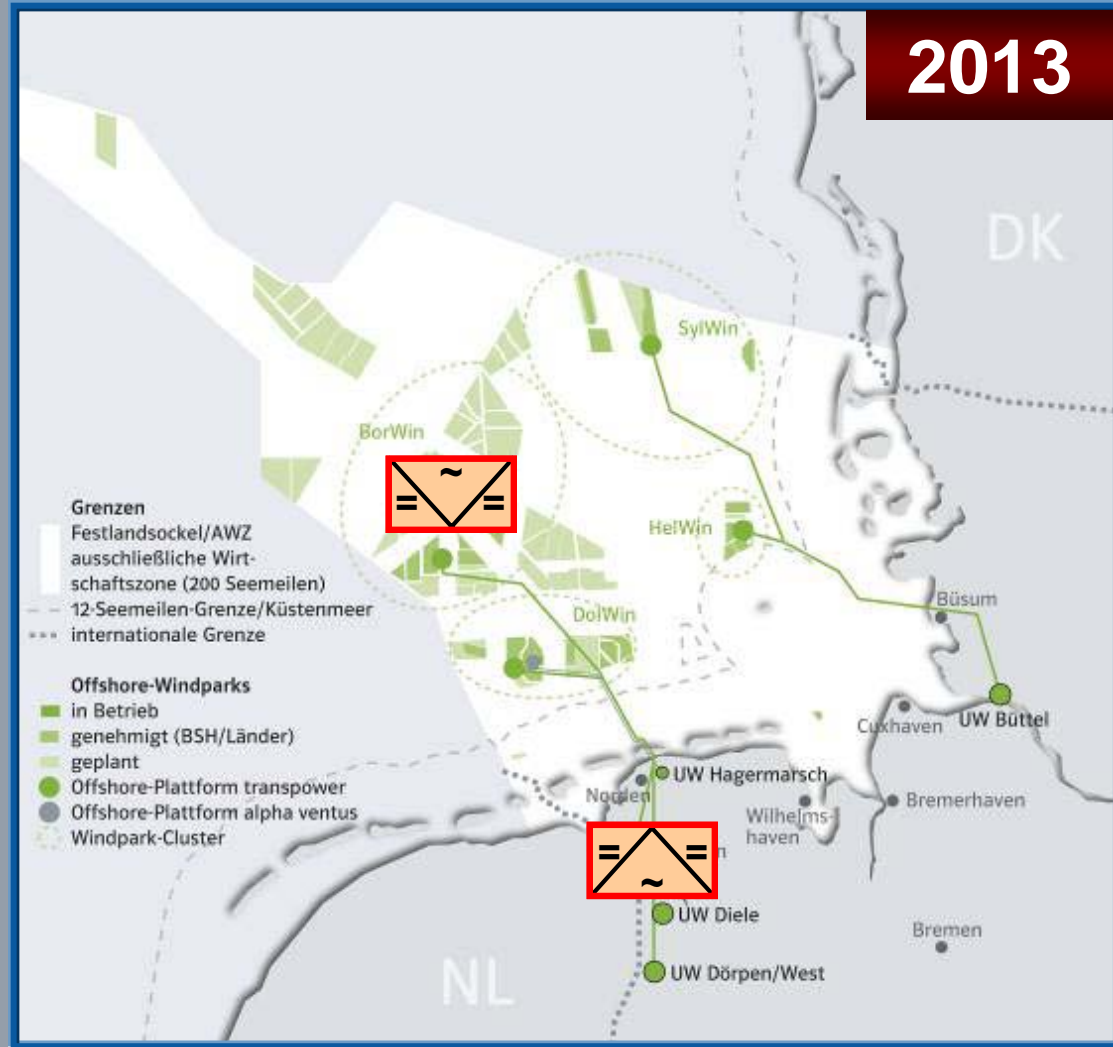 2013
DK
SylWin
BorWin
~
= =
HelWin
Grenzen
Festlandsockel/AWZ
ausschließliche Wirt-
schaftszone (200 Seemeilen)
12-Seemeilen-Grenze/Küstenmeer
internationale Grenze
DolWin
Büsum
Offshore-Windparks
in Betrieb
genehmigt (BSH/Länder)
geplant
Offshore-Plattform transpower
Offshore-Plattform alpha ventus
Windpark-Cluster
Cuxhaven
UW Büttel
UW Hagermarsch
Norden
Wilhelms-
haven
Bremerhaven
= =
~
n
UW Diele
Bremen
UW Dörpen/West
NL